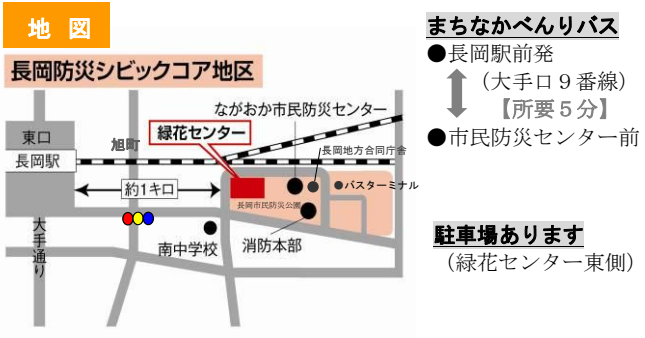 地 図
長岡防災シビックコア地区
ながおか市民防災センター
旭町
緑花センター
長岡地方合同庁舎
東口
長岡駅
約1キロ
バスターミナル
長岡市民防災公園
大手通り
南中学校
消防本部
まちなかべんりバス
●長岡駅前発
(大手口9番線)
【所要5分】
●市民防災センター前
駐車場あります
(緑花センター東側)